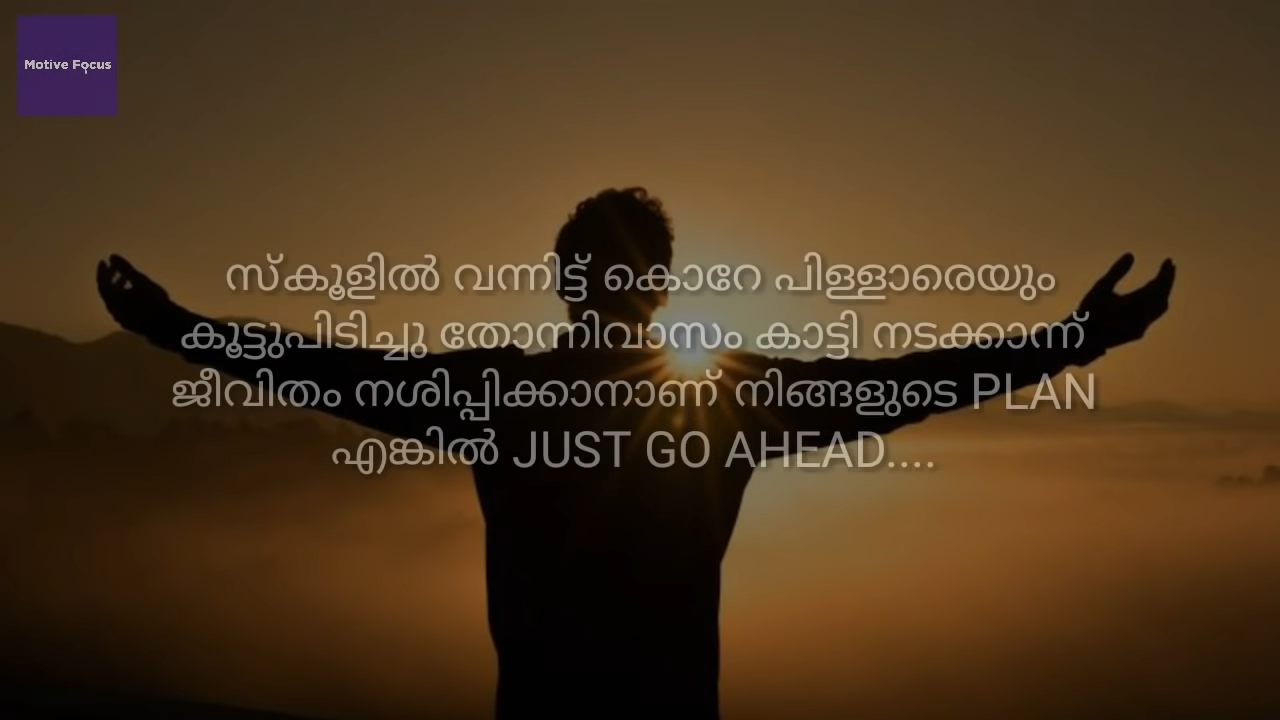 Motive Focus
സ്കൂളിൽ വന്നിട്ട് കൊറേ പിള്ളാരെയും
കൂട്ടുപിടിച്ചു തോന്നിവാസം കാട്ടി നടക്കാന്ന്
ജീവിതം നശിപ്പിക്കാനാണ് നിങ്ങളുടെ PLAN
എങ്കിൽ JUST GO AHEAD....